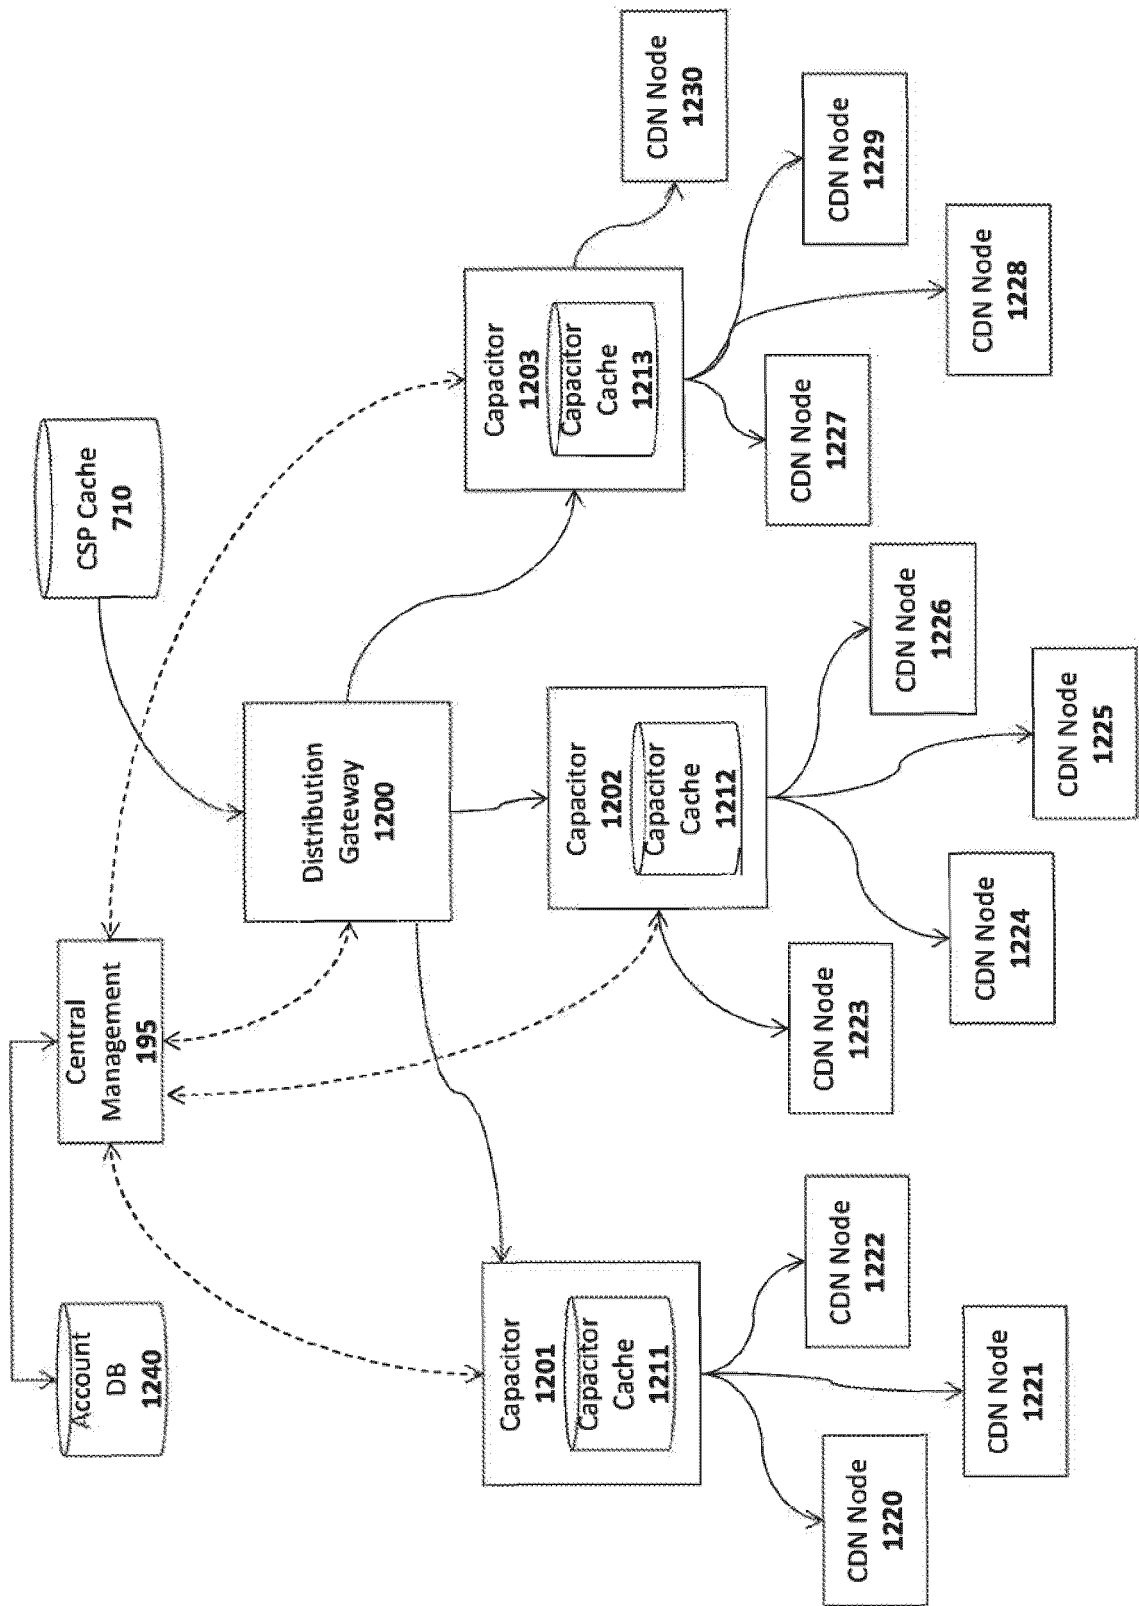 Account
DB
1240
Central
Management
195
CSP Cache
710
Distribution
Gateway
1200
Capacitor
1201
Capacitor
Cache
1211
Capacitor
1202
Capacitor
Cache
1212
Capacitor
1203
Capacitor
Cache
1213
CDN Node
1220
CDN Node
1221
CDN Node
1222
CDN Node
1223
CDN Node
1224
CDN Node
1225
CDN Node
1226
CDN Node
1227
CDN Node
1228
CDN Node
1229
CDN Node
1230